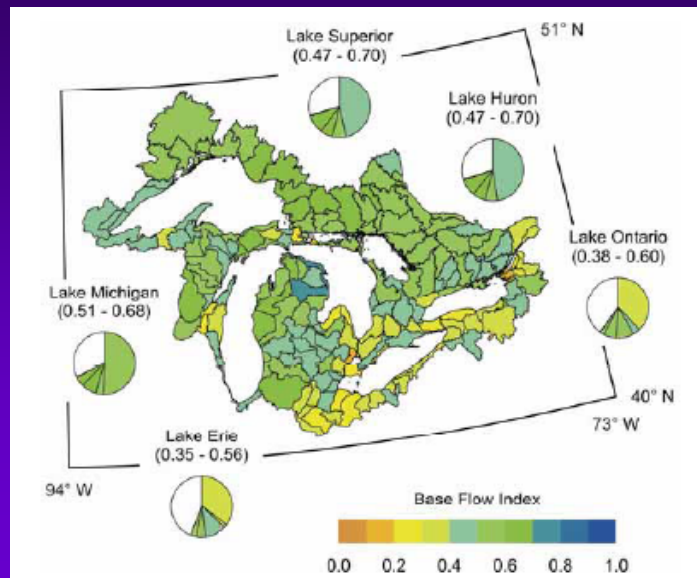 Lake Superior
(0.47 - 0.70)
51° N
Lake Huron
(0.47 - 0.70)
Lake Ontario
(0.38 - 0.60)
Lake Michigan
(0.51 - 0.68)
40° N
73° W
Lake Erie
(0.35 - 0.56)
94° W
Base Flow Index
0.0 0.2 0.4 0.6 0.8 1.0